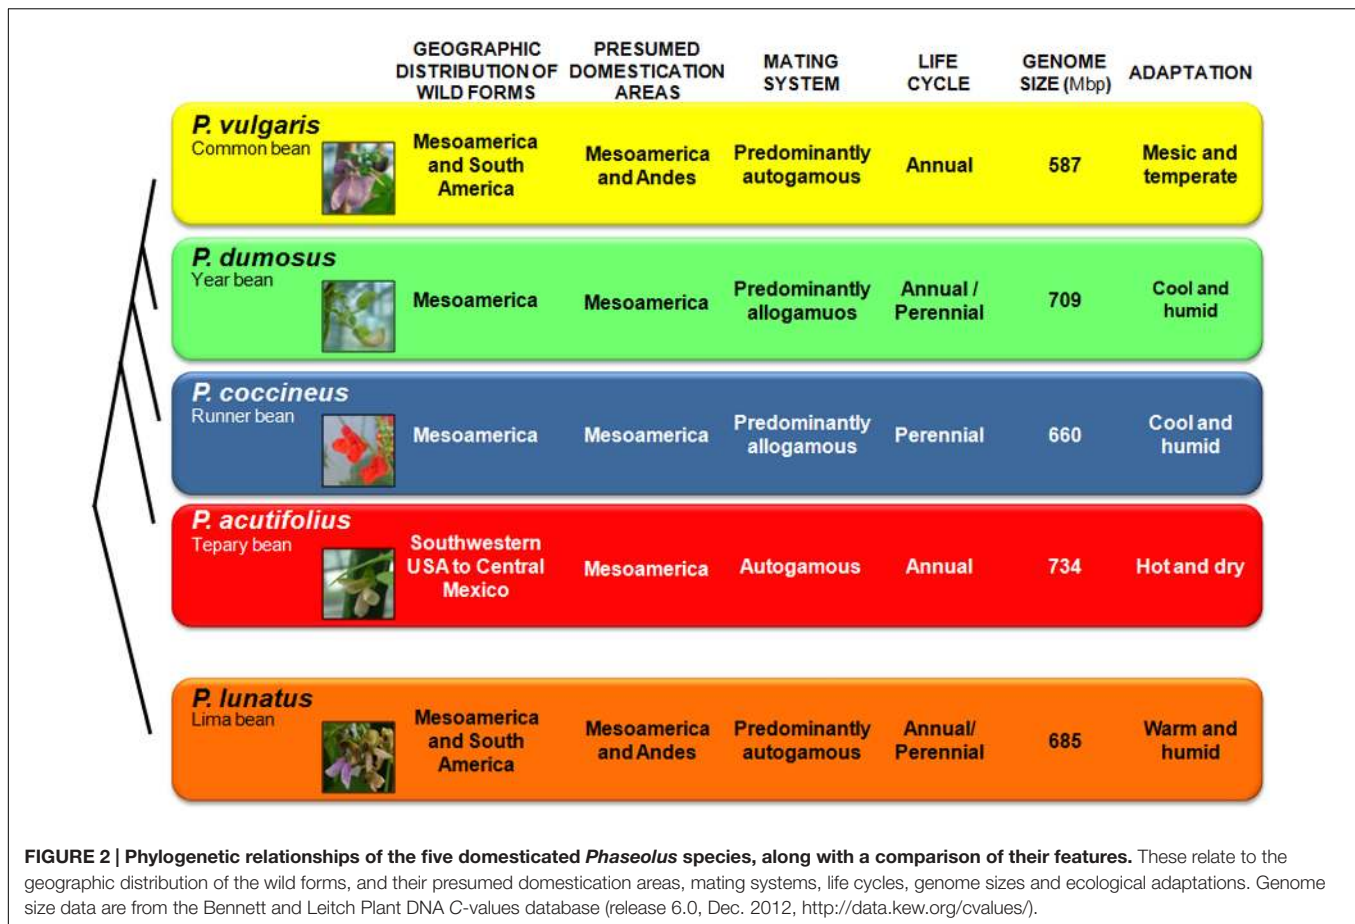 GEOGRAPHIC
DISTRIBUTION OF
WILD FORMS
PRESUMED
DOMESTICATION
AREAS
MATING
SYSTEM
LIFE
CYCLE
GENOME
SIZE (Mbp)
ADAPTATION
P. vulgaris
Common bean
Mesoamerica
and South
America
Mesoamerica
and Andes
Predominantly
autogamous
Annual
587
Mesic and
temperate
P. dumosus
Year bean
Mesoamerica
Mesoamerica
Predominantly
allogamuos
Annual /
Perennial
709
Cool and
humid
P. coccineus
Runner bean
Mesoamerica
Mesoamerica
Predominantly
allogamous
Perennial
660
Cool and
humid
P. acutifolius
Tepary bean
Southwestern
USA to Central
Mexico
Mesoamerica
Autogamous
Annual
734
Hot and dry
P. lunatus
Lima bean
Mesoamerica
and South
America
Mesoamerica
and Andes
Predominantly
autogamous
Annual/
Perennial
685
Warm and
humid
FIGURE 2 | Phylogenetic relationships of the five domesticated Phaseolus species, along with a comparison of their features. These relate to the
geographic distribution of the wild forms, and their presumed domestication areas, mating systems, life cycles, genome sizes and ecological adaptations. Genome
size data are from the Bennett and Leitch Plant DNA C-values database (release 6.0, Dec. 2012, http://data.kew.org/cvalues/).